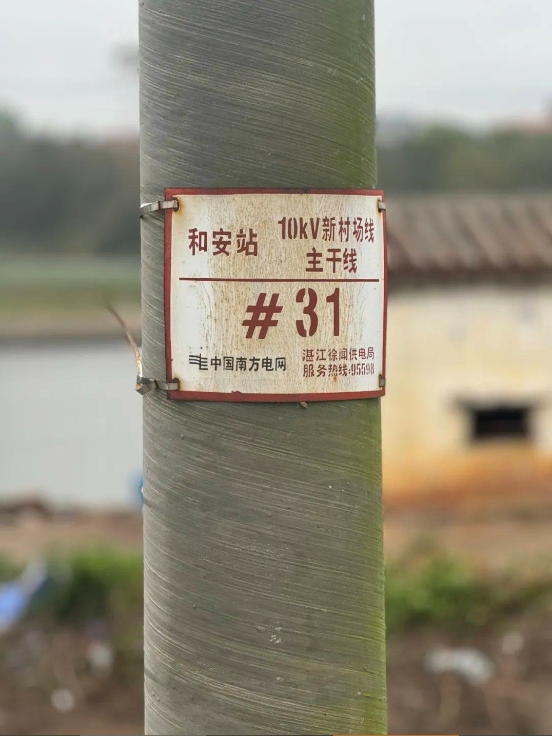 和安站
10kV新村场线
主干线
#31
中国南方电网
湛江徐闻供电局
服务热线:95598